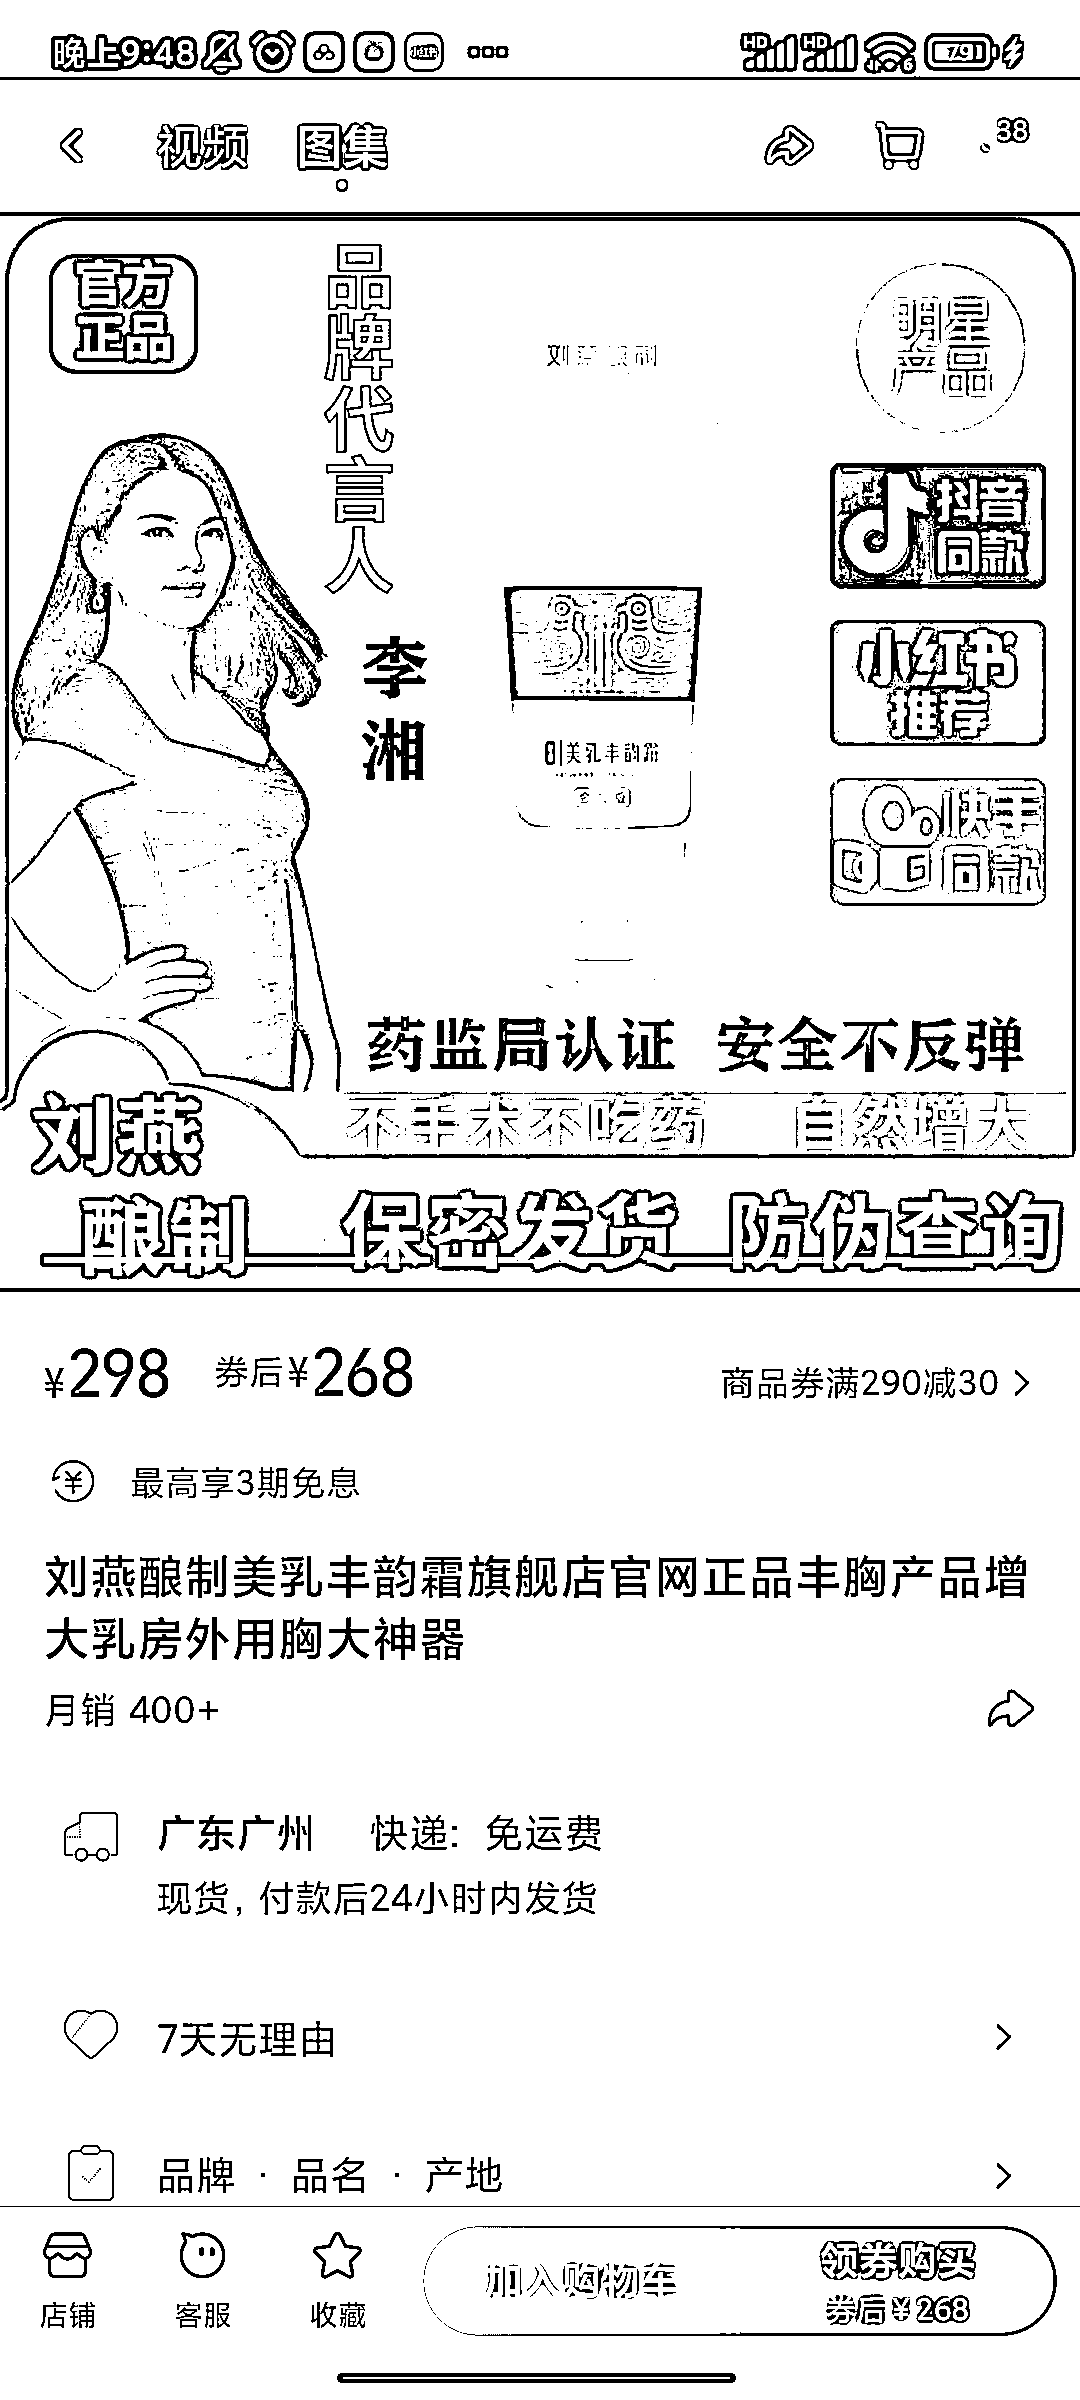 晚上9:48
HD HD 79
视频 图集
38
官方
正品
品牌代言人
李湘
明星
产品
抖音
同款
小红书
推荐
快手
同款
美乳丰韵霜
药监局认证 安全不反弹
不手术不吃药 自然增大
刘燕
酿制 保密发货 防伪查询
¥298 券后¥268 商品券满290减30
最高享3期免息
刘燕酿制美乳丰韵霜旗舰店官网正品丰胸产品增
大乳房外用胸大神器
月销 400+
广东广州 快递: 免运费
现货, 付款后24小时内发货
7天无理由
品牌 · 品名 · 产地
店铺 客服 收藏
加入购物车
领券购买
券后¥268